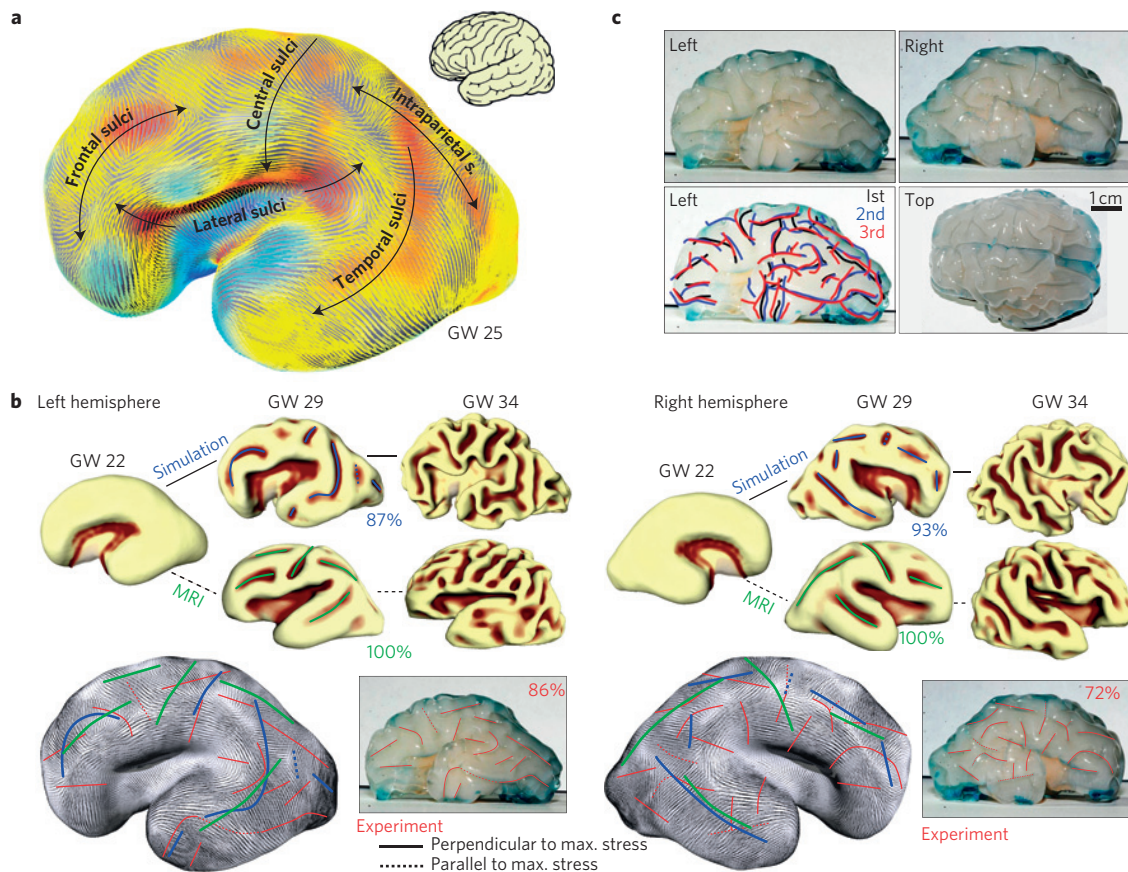 a
Frontal sulci
Central sulci
Intraparietal s.
Lateral sulci
Temporal sulci
GW 25
c
Left
Right
Left
Ist
2nd
3rd
Top
1 cm
b
Left hemisphere
GW 29
GW 34
GW 22
Simulation
87%
MRI
100%
86%
Experiment
Right hemisphere
GW 29
GW 34
GW 22
Simulation
93%
MRI
100%
72%
Experiment
Perpendicular to max. stress
Parallel to max. stress